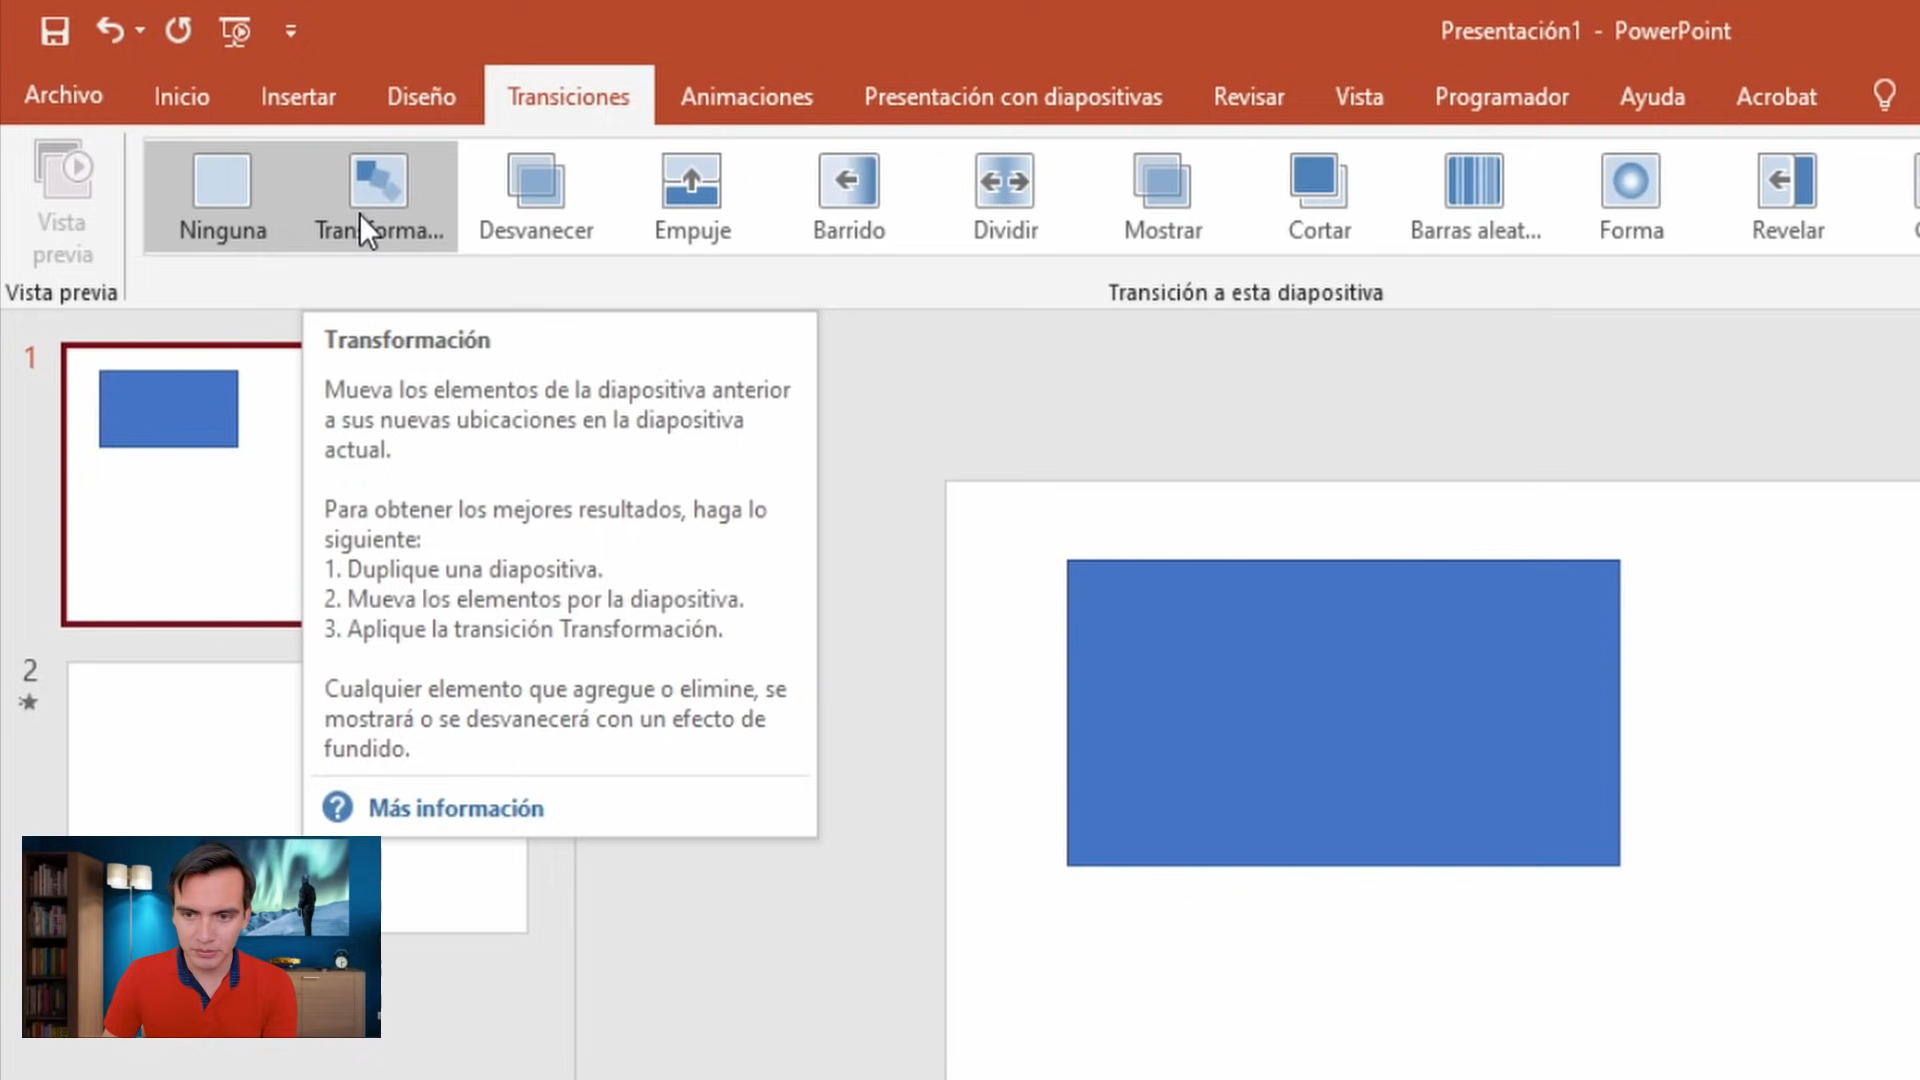 Presentación1 - PowerPoint
Archivo Inicio Insertar Diseño Transiciones Animaciones Presentación con diapositivas Revisar Vista Programador Ayuda Acrobat
Vista previa
Ninguna Transforma... Desvanecer Empuje Barrido Dividir Mostrar Cortar Barras aleat... Forma Revelar
Vista previa
Transición a esta diapositiva
1
2
Transformación
Mueva los elementos de la diapositiva anterior
a sus nuevas ubicaciones en la diapositiva
actual.
Para obtener los mejores resultados, haga lo
siguiente:
1. Duplique una diapositiva.
2. Mueva los elementos por la diapositiva.
3. Aplique la transición Transformación.
Cualquier elemento que agregue o elimine, se
mostrará o se desvanecerá con un efecto de
fundido.
? Más información